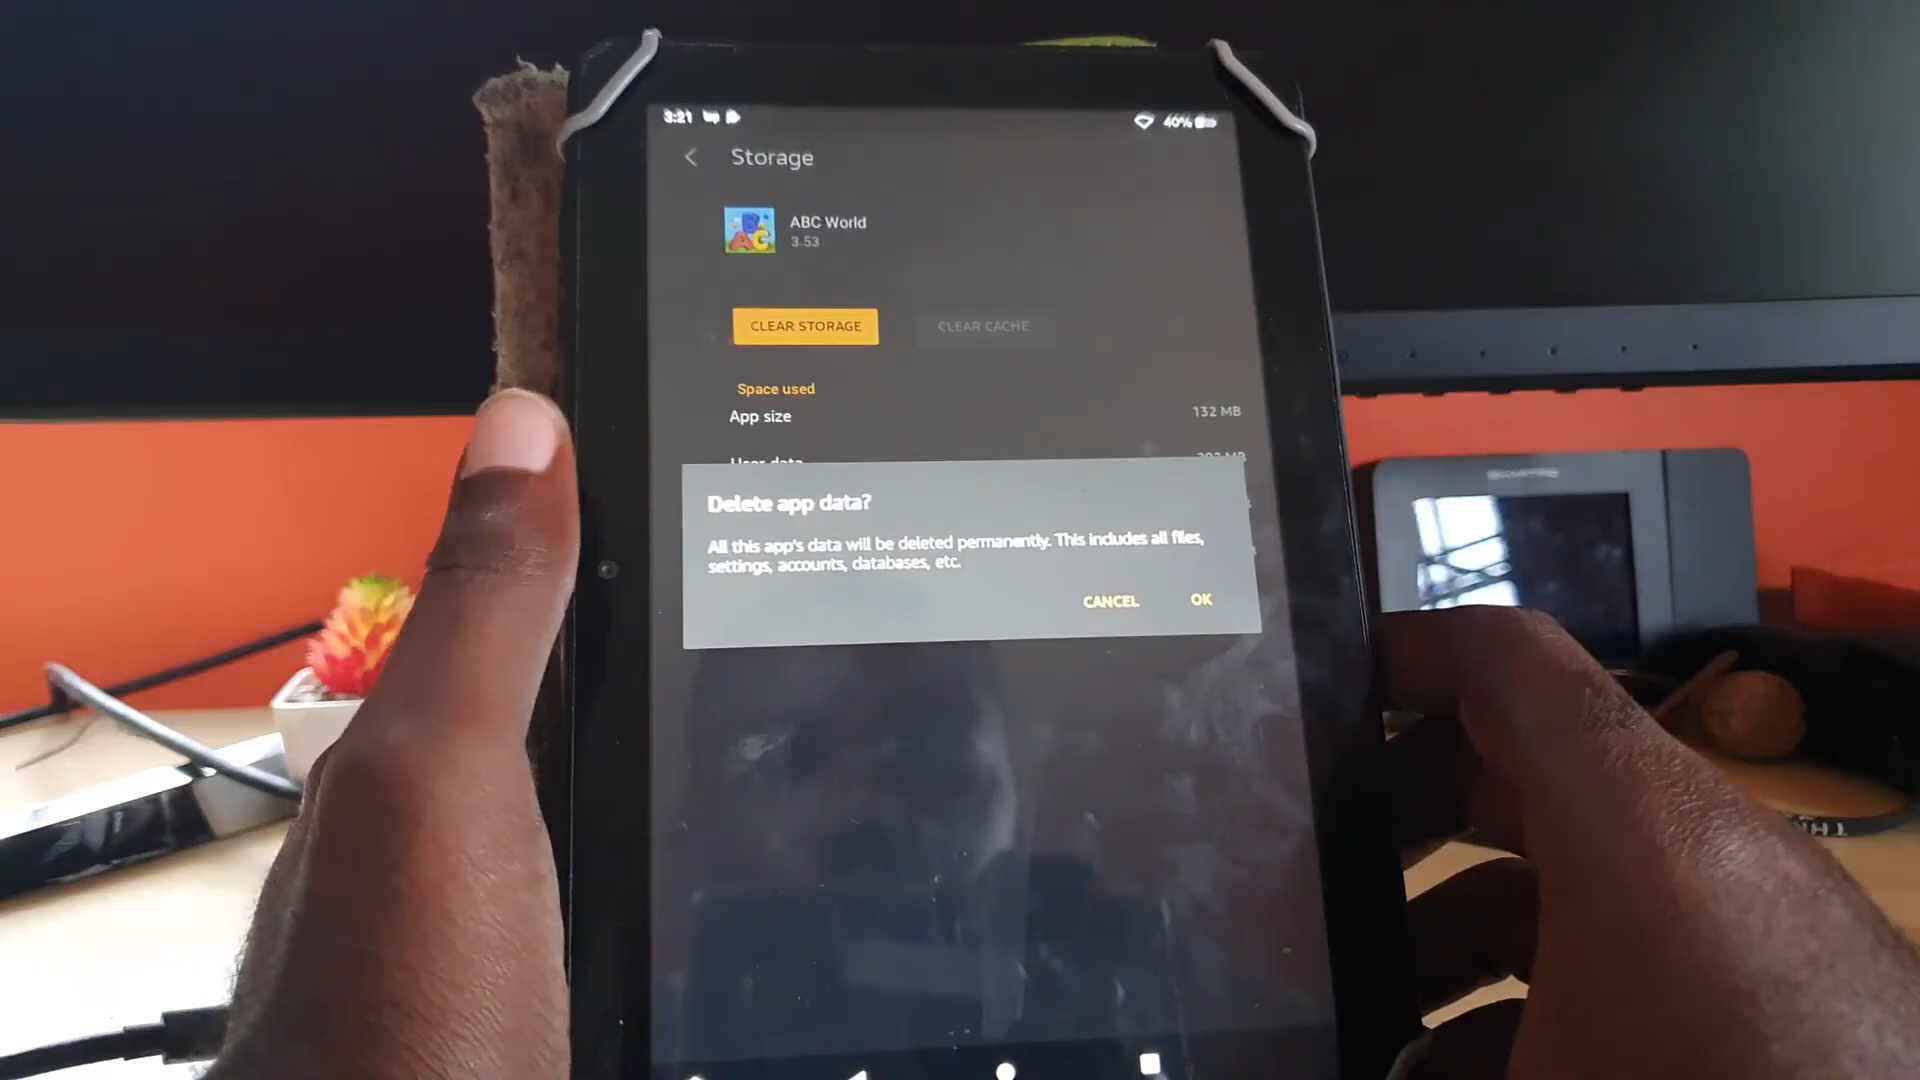 3:21
40%
Storage
ABC World
3.53
CLEAR STORAGE
CLEAR CACHE
Space used
App size
132 MB
User data
Delete app data?
All this app's data will be deleted permanently. This includes all files,
settings, accounts, databases, etc.
CANCEL
OK